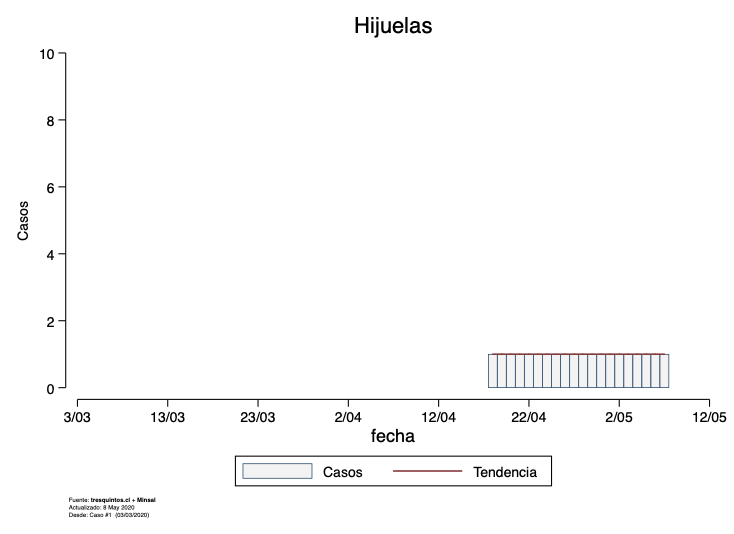 Hijuelas
Casos
10
8
6
4
2
0
3/03 13/03 23/03 2/04 12/04 22/04 2/05 12/05
fecha
Casos Tendencia
Fuente: tresquintos.cl + Minsal
Actualizado: 8 May 2020
Desde: Caso #1 (03/03/2020)